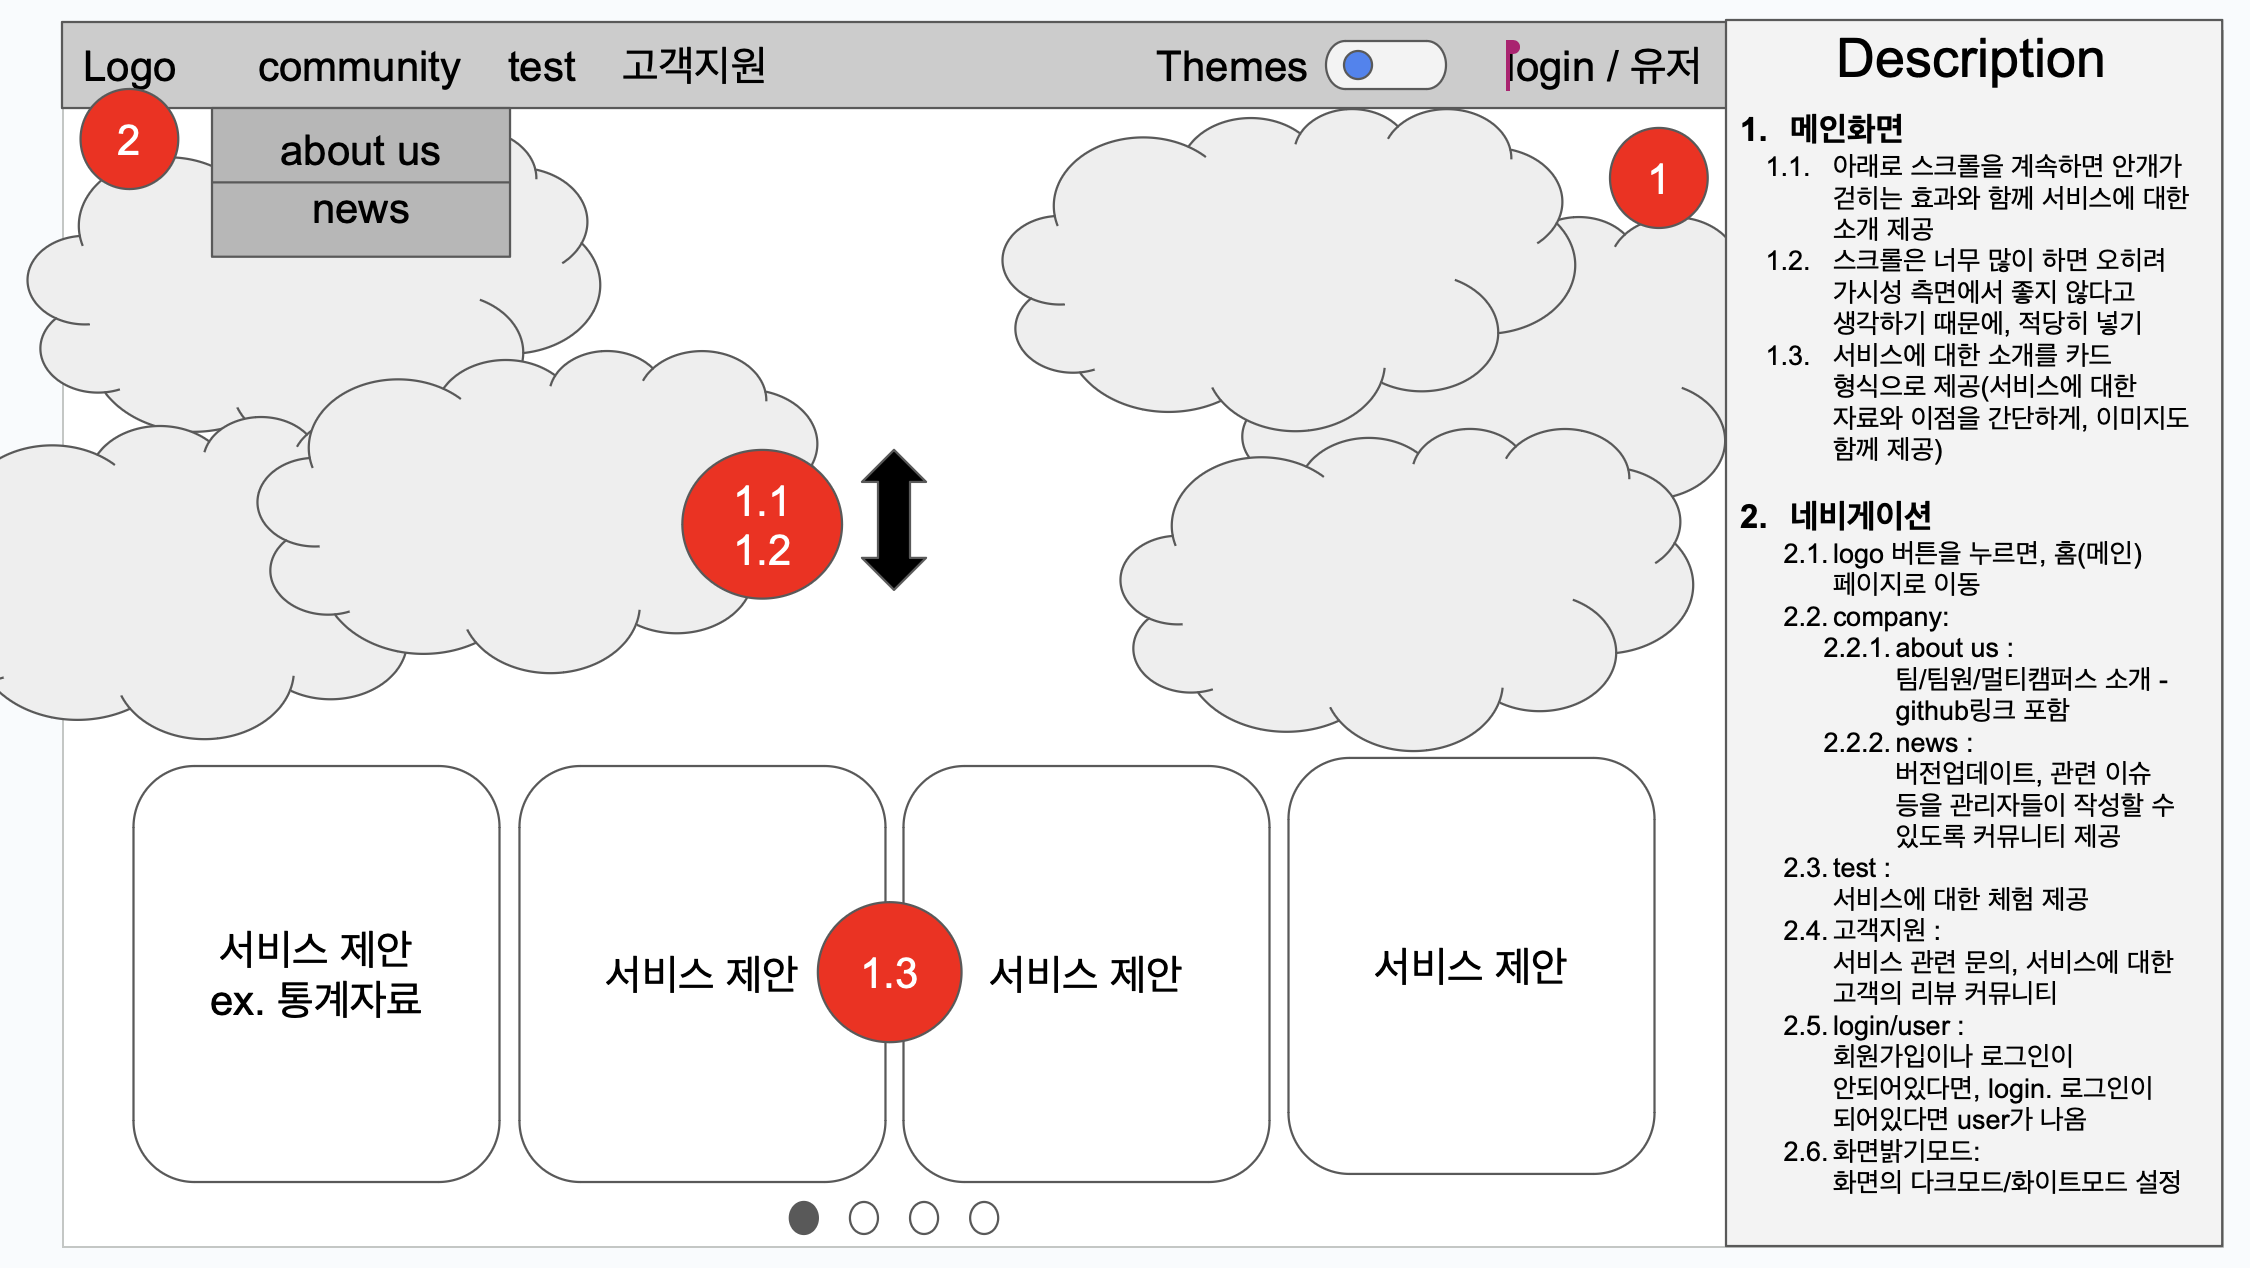 Logo community test 고객지원 Themes login / 유저
2
about us
news
1
1.1
1.2
서비스 제안
ex. 통계자료
서비스 제안
1.3
서비스 제안
서비스 제안
Description
1. 메인화면
1.1. 아래로 스크롤을 계속하면 안개가
걷히는 효과와 함께 서비스에 대한
소개 제공
1.2. 스크롤은 너무 많이 하면 오히려
가시성 측면에서 좋지 않다고
생각하기 때문에, 적당히 넣기
1.3. 서비스에 대한 소개를 카드
형식으로 제공(서비스에 대한
자료와 이점을 간단하게, 이미지도
함께 제공)
2. 네비게이션
2.1. logo 버튼을 누르면, 홈(메인)
페이지로 이동
2.2. company:
2.2.1. about us :
팀/팀원/멀티캠퍼스 소개 -
github링크 포함
2.2.2. news :
버전업데이트, 관련 이슈
등을 관리자들이 작성할 수
있도록 커뮤니티 제공
2.3. test :
서비스에 대한 체험 제공
2.4. 고객지원 :
서비스 관련 문의, 서비스에 대한
고객의 리뷰 커뮤니티
2.5. login/user :
회원가입이나 로그인이
안되어있다면, login. 로그인이
되어있다면 user가 나옴
2.6. 화면밝기모드:
화면의 다크모드/화이트모드 설정